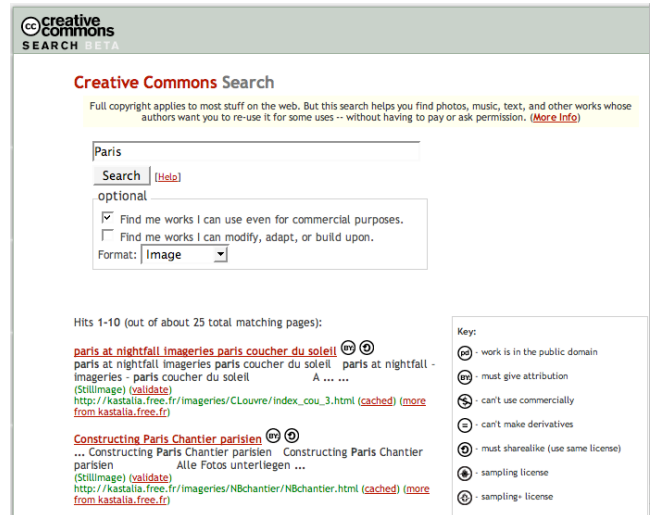 cc creative
commons
SEARCH BETA
Creative Commons Search
Full copyright applies to most stuff on the web. But this search helps you find
photos, music, text, and other works whose
authors want you to re-use it for some uses -- without having to pay or ask permission. (More Info)
Paris
Search [Help]
optional
Find me works I can use even for commercial purposes.
Find me works I can modify, adapt, or build upon.
Format: Image
Hits 1-10 (out of about 25 total matching pages):
paris at nightfall imageries paris coucher du soleil BY:
paris at nightfall imageries paris coucher du soleil paris at nightfall -
imageries - paris coucher du soleil A ... ...
(StillImage) (validate)
http://kastalia.free.fr/imageries/CLouvre/index_cou_3.html (cached) (more
from kastalia.free.fr)
Constructing Paris Chantier parisien BY:
... Constructing Paris Chantier parisien Constructing Paris Chantier
parisien Alle Fotos unterliegen ...
(StillImage) (validate)
http://kastalia.free.fr/imageries/NBchantier/NBchantier.html (cached) (more
from kastalia.free.fr)
Key:
pd - work is in the public domain
BY: - must give attribution
$ - can't use commercially
= - can't make derivatives
- must sharealike (use same license)
- sampling license
- sampling+ license